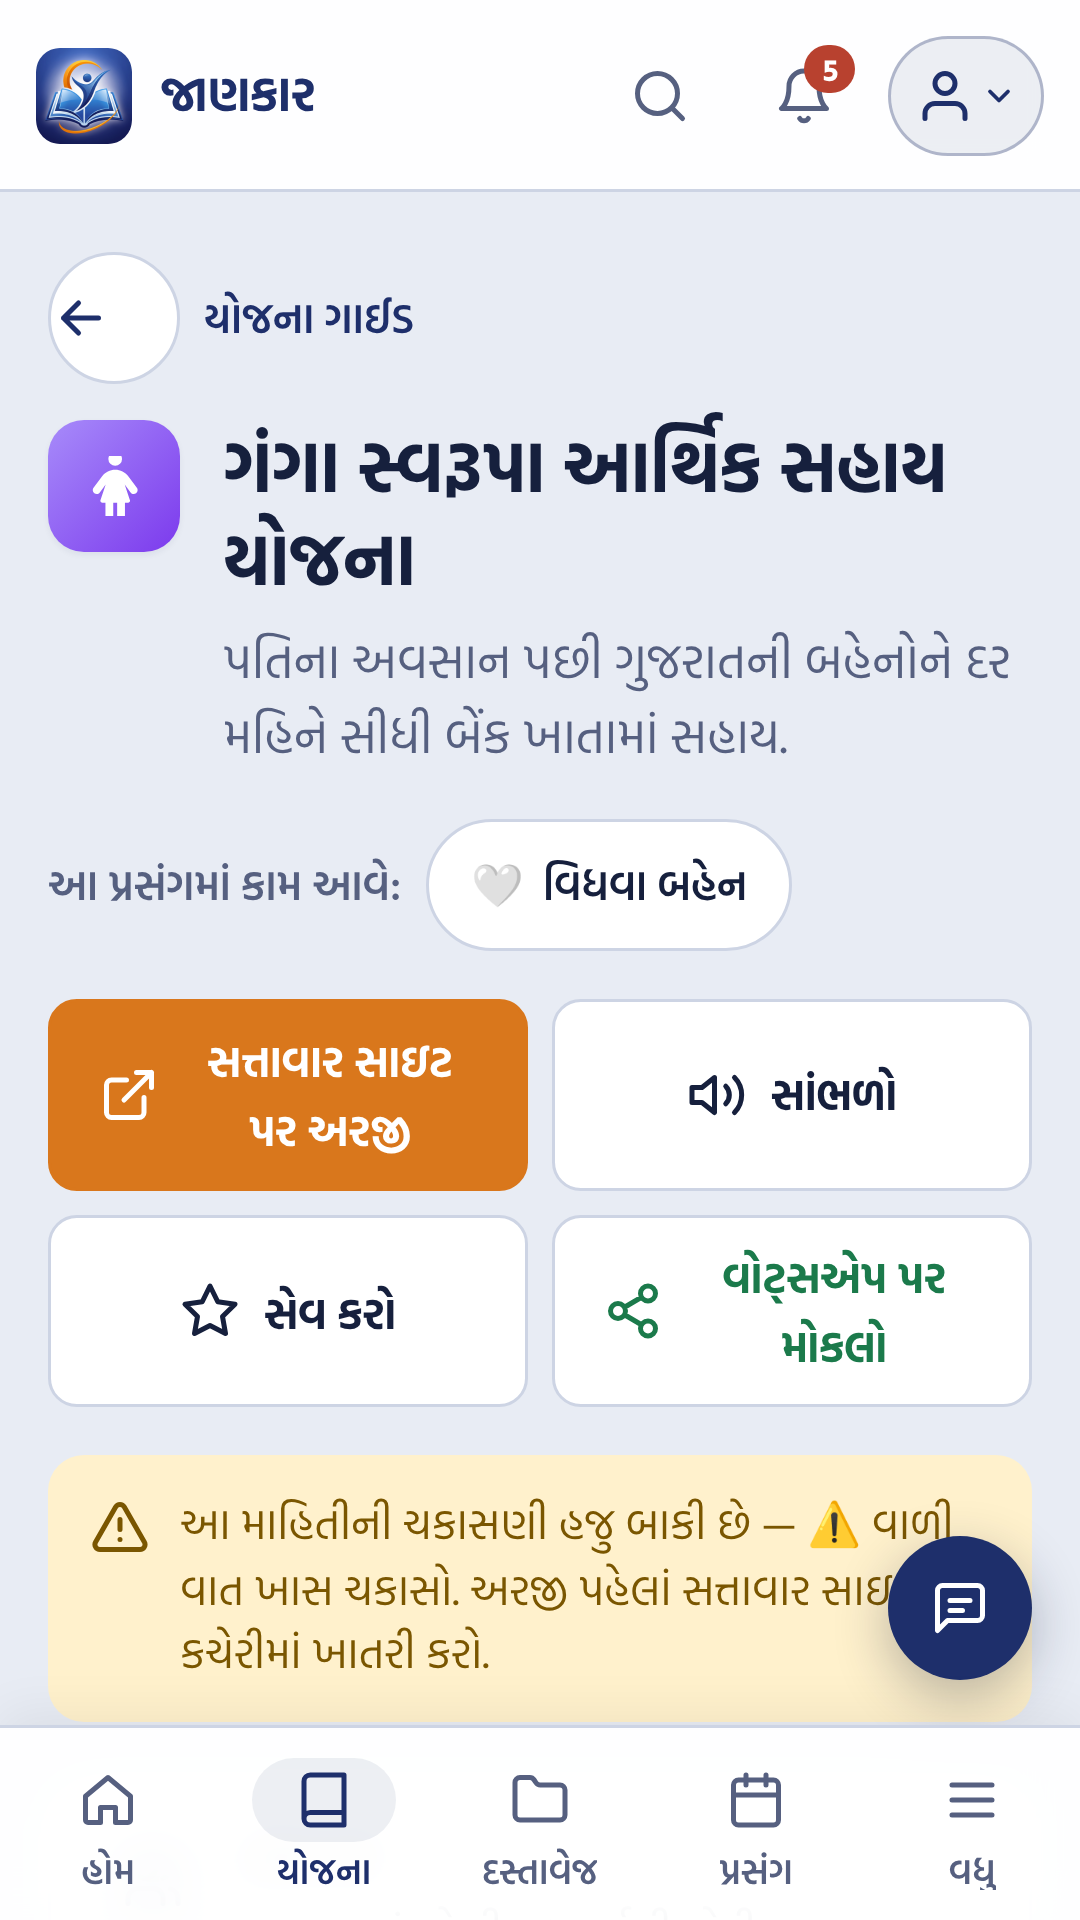 જાણકાર
5
યોજના ગાઈડ
ગંગા સ્વરૂપા આર્થિક સહાય
યોજના
પતિના અવસાન પછી ગુજરાતની બહેનોને દર
મહિને સીધી બેંક ખાતામાં સહાય.
આ પ્રસંગમાં કામ આવે:
🤍 વિધવા બહેન
સત્તાવાર સાઇટ
પર અરજી
સાંભળો
સેવ કરો
વોટ્સએપ પર
મોકલો
આ માહિતીની ચકાસણી હજુ બાકી છે — ⚠️ વાળી
વાત ખાસ ચકાસો. અરજી પહેલાં સત્તાવાર
કચેરીમાં ખાતરી કરો.
હોમ
યોજના
દસ્તાવેજ
પ્રસંગ
વધુ